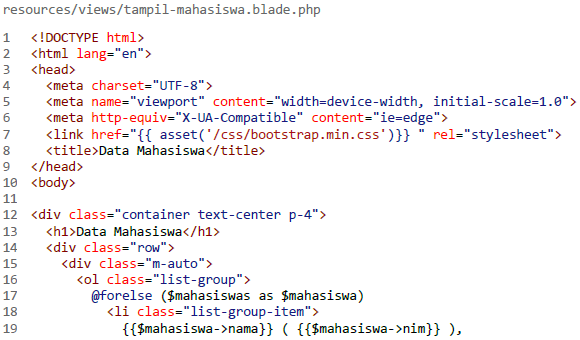 resources/views/tampil-mahasiswa.blade.php
1 <!DOCTYPE html>
2 <html lang="en">
3 <head>
4   <meta charset="UTF-8">
5   <meta name="viewport" content="width=device-width, initial-scale=1.0">
6   <meta http-equiv="X-UA-Compatible" content="ie=edge">
7   <link href="{{ asset('/css/bootstrap.min.css')}} " rel="stylesheet">
8   <title>Data Mahasiswa</title>
9 </head>
10 <body>
11
12 <div class="container text-center p-4">
13   <h1>Data Mahasiswa</h1>
14   <div class="row">
15     <div class="m-auto">
16       <ol class="list-group">
17         @forelse ($mahasiswas as $mahasiswa)
18           <li class="list-group-item">
19             {{$mahasiswa->nama}} ( {{$mahasiswa->nim}} ),